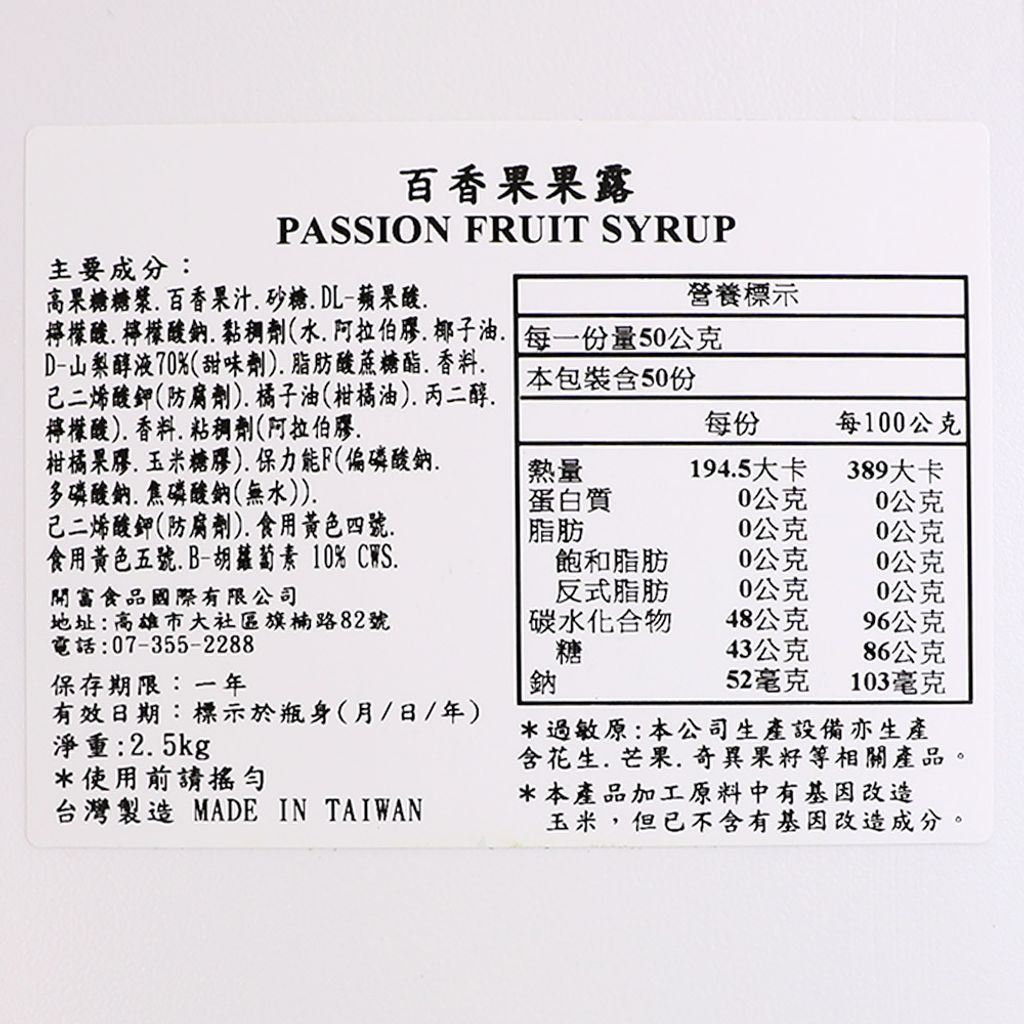 百香果果露
PASSION FRUIT SYRUP
主要成分：
高果糖糖漿.百香果汁.砂糖.DL-蘋果酸.
檸檬酸.檸檬酸鈉.黏稠劑(水.阿拉伯膠.椰子油.
D-山梨醇液70%(甜味劑).脂肪酸蔗糖酯.香料.
己二烯酸鉀(防腐劑).橘子油(柑橘油).丙二醇.
檸檬酸).香料.粘稠劑(阿拉伯膠.
柑橘果膠.玉米糖膠).保力能F(偏磷酸鈉.
多磷酸鈉.焦磷酸鈉(無水)).
己二烯酸鉀(防腐劑).食用黃色四號.
食用黃色五號.B-胡蘿蔔素 10% CWS.
開富食品國際有限公司
地址:高雄市大社區旗楠路82號
電話:07-355-2288
保存期限：一年
有效日期：標示於瓶身(月/日/年)
淨重:2.5kg
＊使用前請搖勻
台灣製造 MADE IN TAIWAN
營養標示
每一份量50公克
本包裝含50份
每份 每100公克
熱量 194.5大卡 389大卡
蛋白質 0公克 0公克
脂肪 0公克 0公克
飽和脂肪 0公克 0公克
反式脂肪 0公克 0公克
碳水化合物 48公克 96公克
糖 43公克 86公克
鈉 52毫克 103毫克
＊過敏原:本公司生產設備亦生產
含花生.芒果.奇異果籽等相關產品。
＊本產品加工原料中有基因改造
玉米，但已不含有基因改造成分。